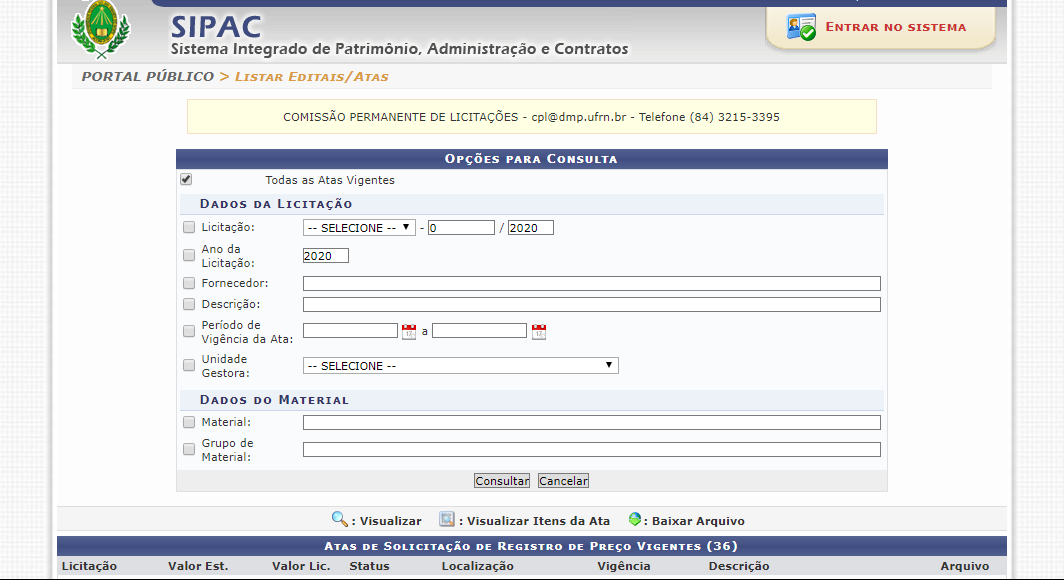 SIPAC
Sistema Integrado de Patrimônio, Administração e Contratos
ENTRAR NO SISTEMA
PORTAL PÚBLICO > LISTAR EDITAIS/ATAS
COMISSÃO PERMANENTE DE LICITAÇÕES - cpl@dmp.ufrn.br - Telefone (84) 3215-3395
OPÇÕES PARA CONSULTA
Todas as Atas Vigentes
DADOS DA LICITAÇÃO
Licitação: -- SELECIONE -- - 0 / 2020
Ano da
Licitação: 2020
Fornecedor:
Descrição:
Período de
Vigência da Ata: a
Unidade
Gestora: -- SELECIONE --
DADOS DO MATERIAL
Material:
Grupo de
Material:
Consultar Cancelar
: Visualizar : Visualizar Itens da Ata : Baixar Arquivo
ATAS DE SOLICITAÇÃO DE REGISTRO DE PREÇO VIGENTES (36)
Licitação Valor Est. Valor Lic. Status Localização Vigência Descrição Arquivo